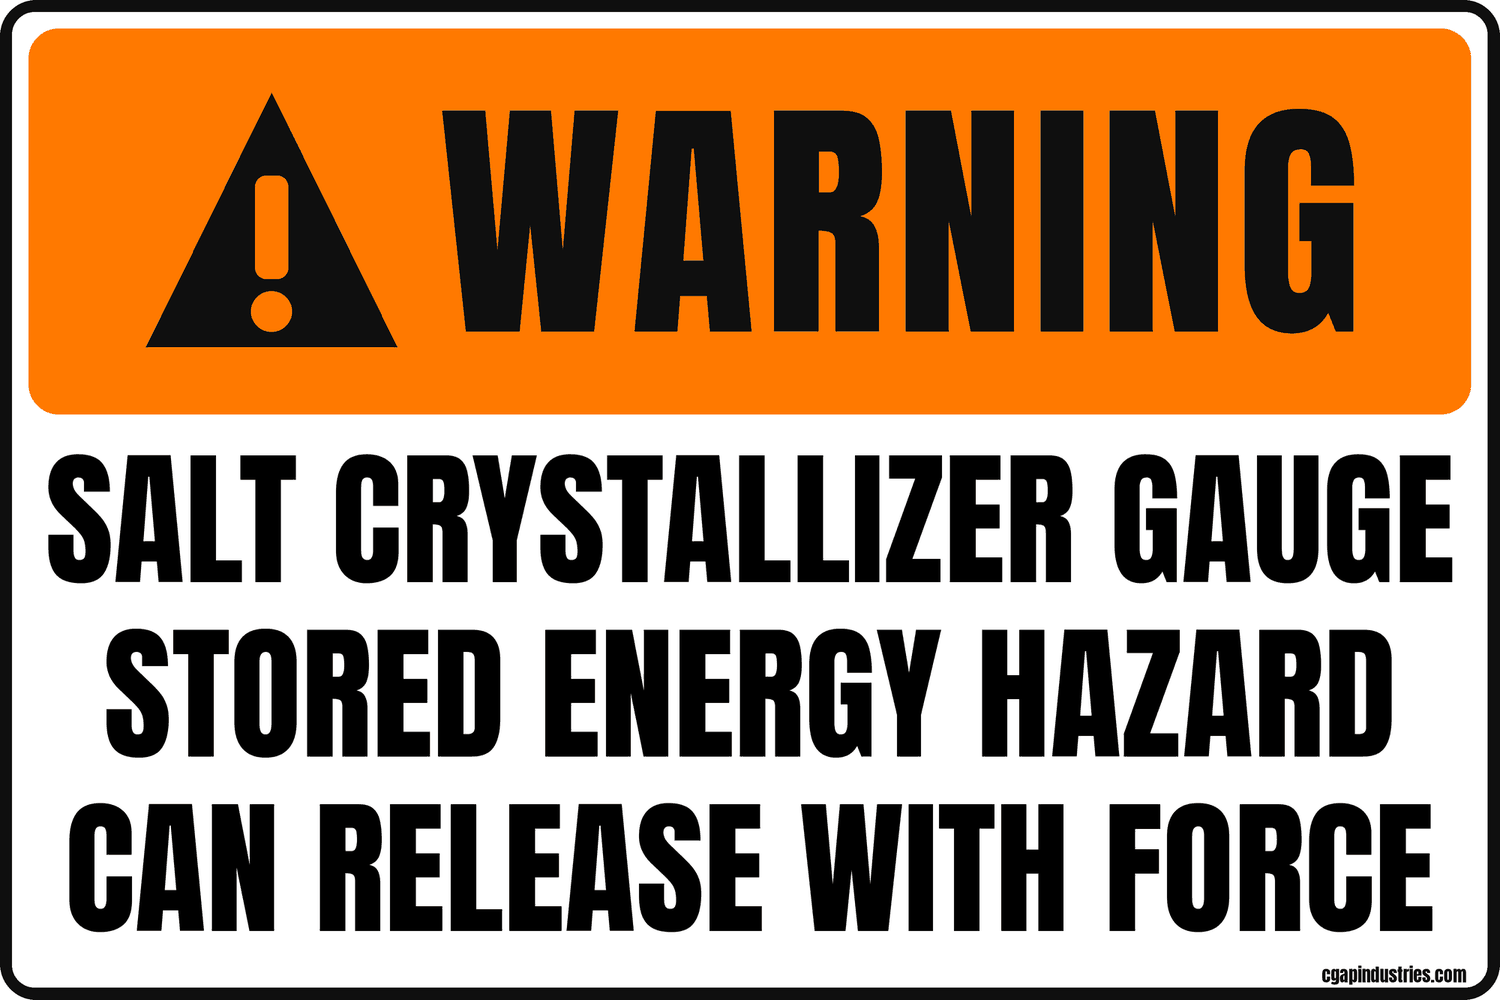 WARNING
SALT CRYSTALLIZER GAUGE
STORED ENERGY HAZARD
CAN RELEASE WITH FORCE
cgapindustries.com